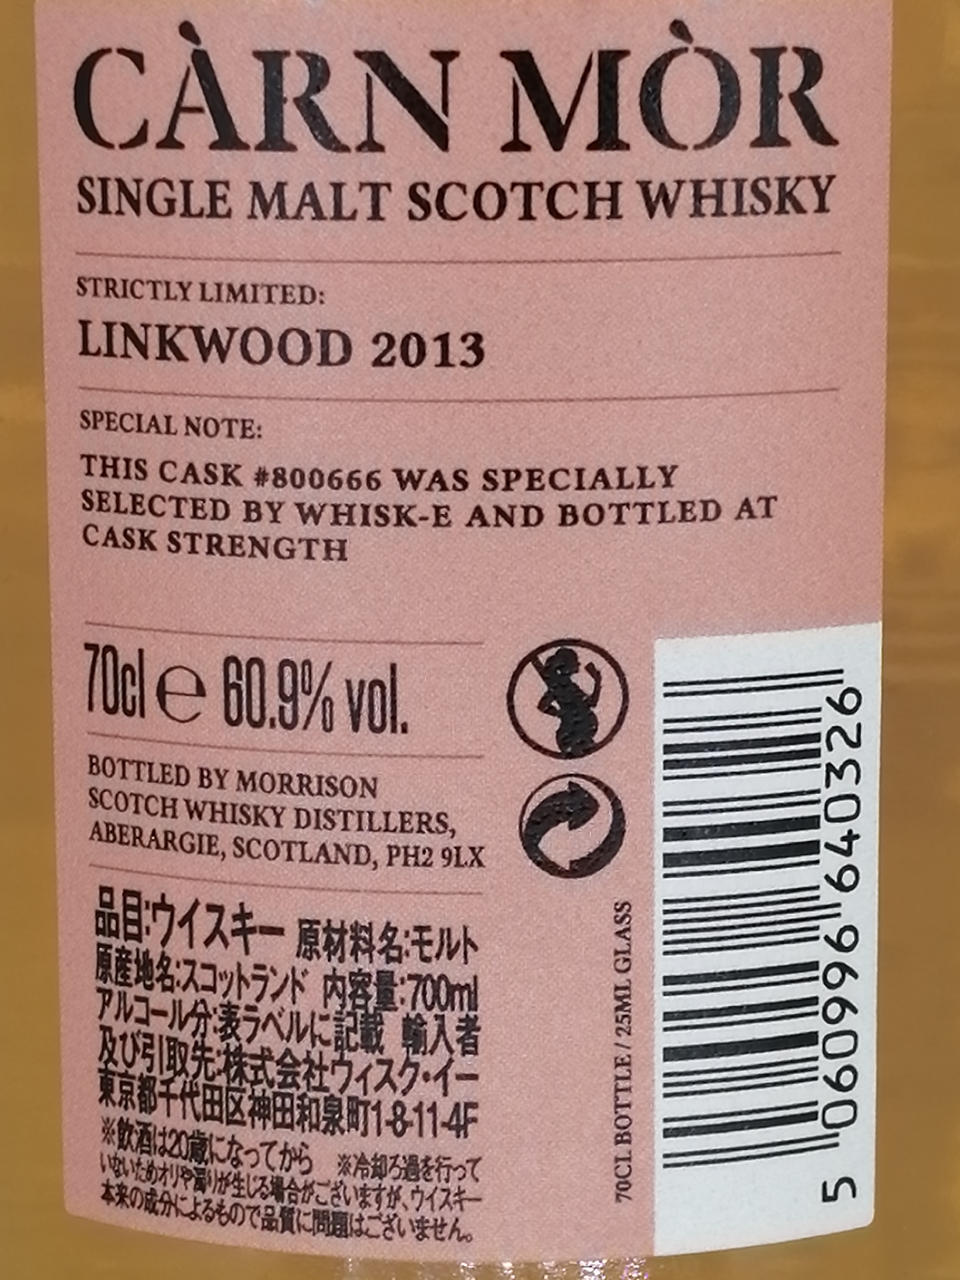 CÀRN MÒR
SINGLE MALT SCOTCH WHISKY
STRICTLY LIMITED:
LINKWOOD 2013
SPECIAL NOTE:
THIS CASK #800666 WAS SPECIALLY
SELECTED BY WHISK-E AND BOTTLED AT
CASK STRENGTH
70cl ℮ 60.9% vol.
BOTTLED BY MORRISON
SCOTCH WHISKY DISTILLERS,
ABERARGIE, SCOTLAND, PH2 9LX
品目:ウイスキー 原材料名:モルト
原産地名:スコットランド 内容量:700ml
アルコール分:表ラベルに記載 輸入者
及び引取先:株式会社ウィスク・イー
東京都千代田区神田和泉町1-8-11-4F
※飲酒は20歳になってから ※冷却ろ過を行って
いないためオリや濁りが生じる場合がございますが、ウイスキー
本来の成分によるもので品質に問題はございません。
70CL BOTTLE / 25ML GLASS
5 060996 640326